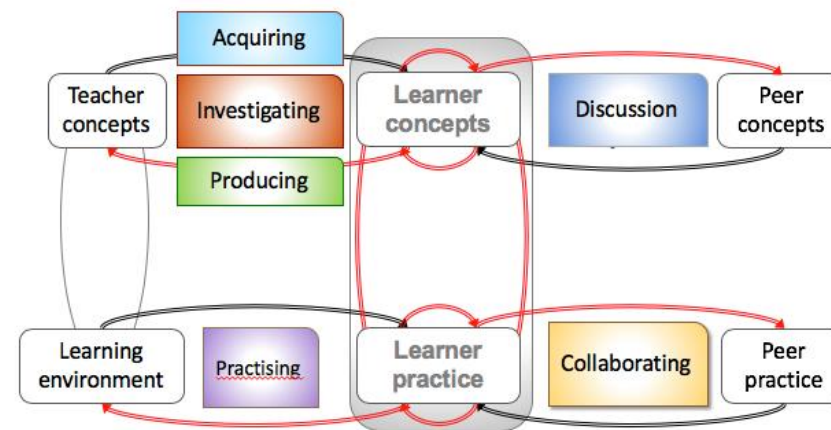 Acquiring
Teacher
concepts
Investigating
Learner
concepts
Discussion
Peer
concepts
Producing
Learning
environment
Practising
Learner
practice
Collaborating
Peer
practice